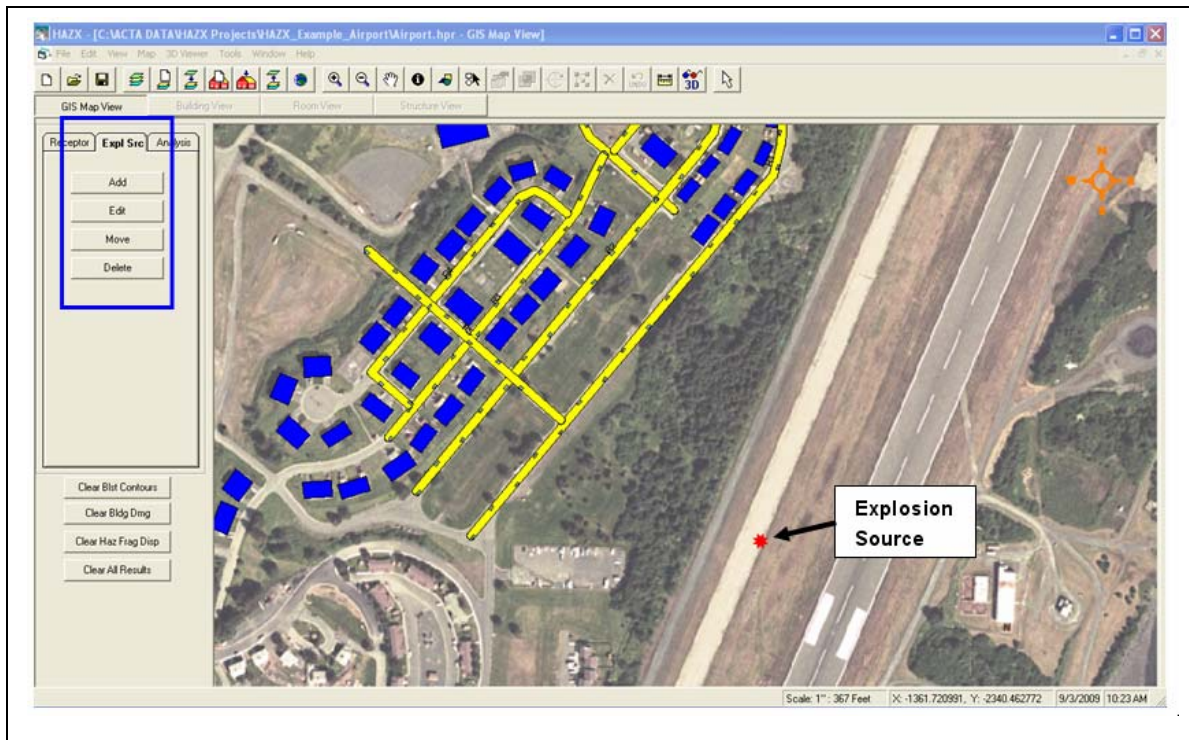 HAZX - [C:\ACTA DATA\HAZX Projects\HAZX_Example_Airport\Airport.hpr - GIS Map View]
File Edit View Map 3D Viewer Tools Window Help
3D
GIS Map View Building View Room View Structure View
Receptor Expl Src Analysis
Add
Edit
Move
Delete
Clear Blst Contours
Clear Bldg Dmg
Clear Haz Frag Disp
Clear All Results
N
Explosion
Source
Scale: 1" : 367 Feet X: -1361.720991, Y: -2340.462772 9/3/2009 10:23 AM